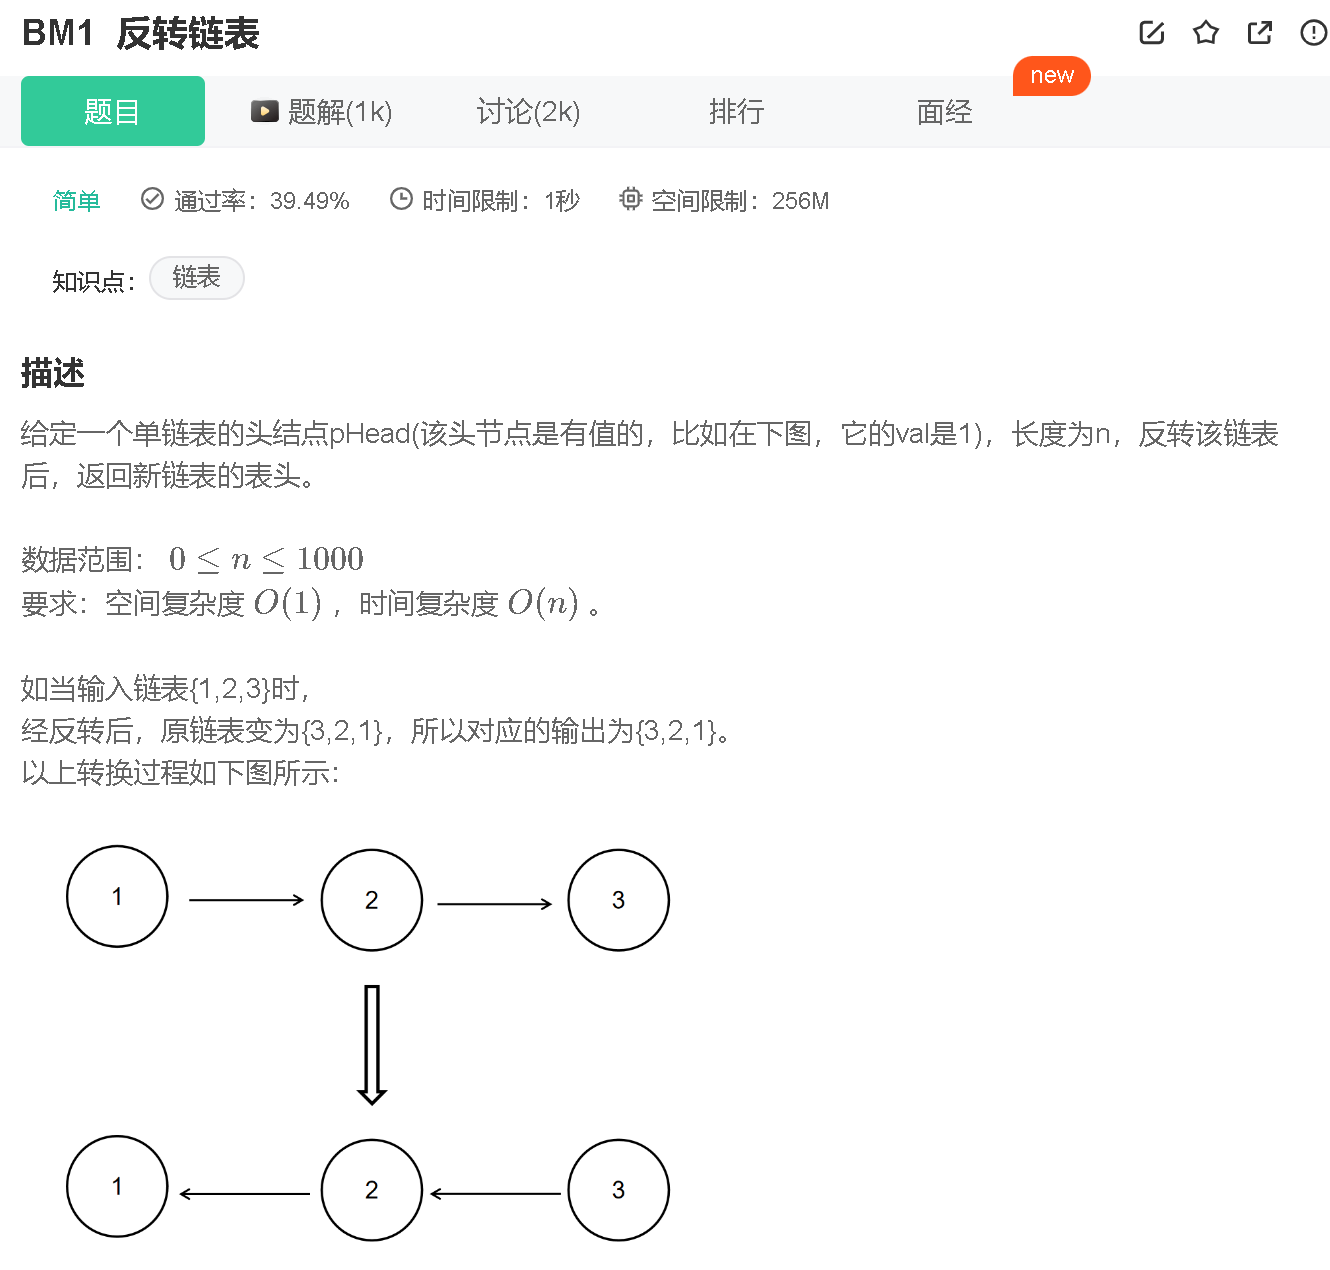 BM1 反转链表
new
题目 题解(1k) 讨论(2k) 排行 面经
简单 通过率：39.49% 时间限制：1秒 空间限制：256M
知识点： 链表
描述
给定一个单链表的头结点pHead(该头节点是有值的，比如在下图，它的val是1)，长度为n，反转该链表
后，返回新链表的表头。
数据范围： 0 ≤ n ≤ 1000
要求：空间复杂度 O(1) ，时间复杂度 O(n) 。
如当输入链表{1,2,3}时，
经反转后，原链表变为{3,2,1}，所以对应的输出为{3,2,1}。
以上转换过程如下图所示：
1 2 3
1 2 3